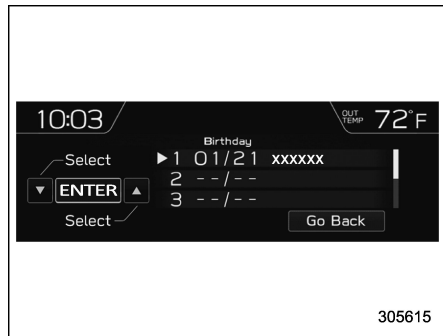 10:03
OUT TEMP 72°F
Birthday
Select
▶1 01/21 xxxxxx
▼ ENTER ▲
2 --/--
3 --/--
Select
Go Back
305615